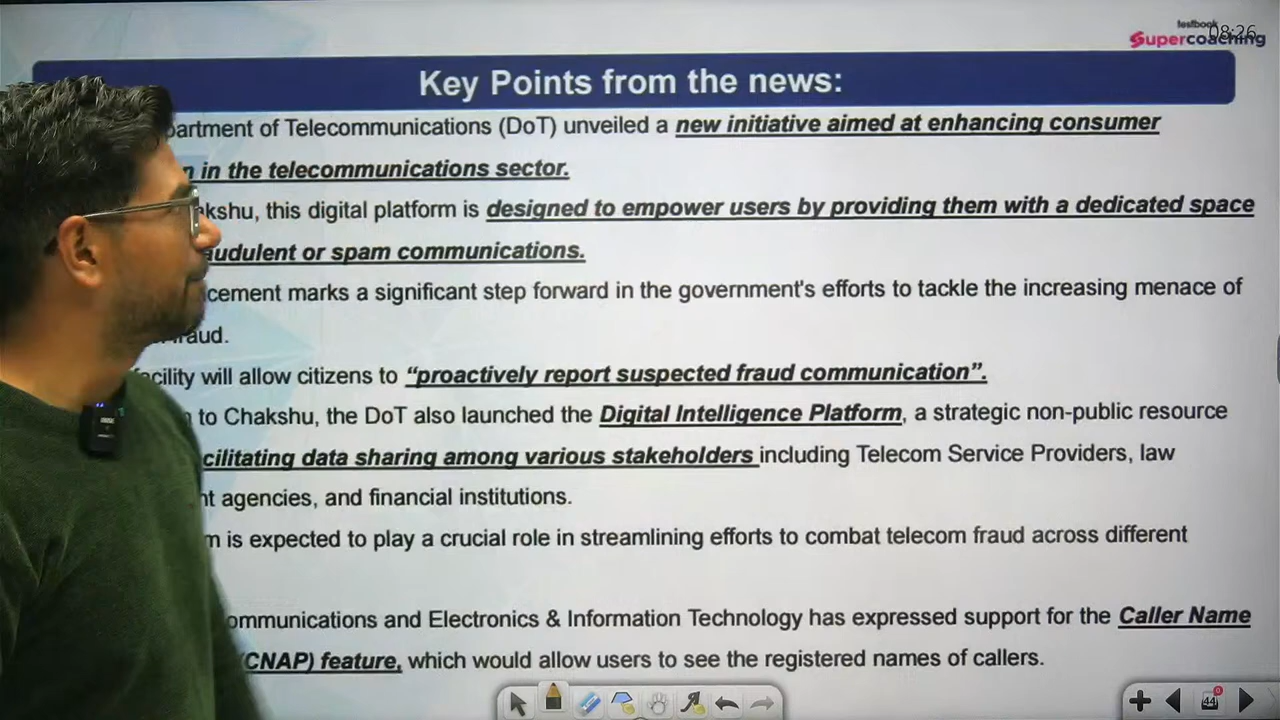 testbook
Supercoaching
08:26
Key Points from the news:
partment of Telecommunications (DoT) unveiled a new initiative aimed at enhancing consumer
n in the telecommunications sector.
kshu, this digital platform is designed to empower users by providing them with a dedicated space
audulent or spam communications.
cement marks a significant step forward in the government's efforts to tackle the increasing menace of
raud.
acility will allow citizens to “proactively report suspected fraud communication”.
to Chakshu, the DoT also launched the Digital Intelligence Platform, a strategic non-public resource
cilitating data sharing among various stakeholders including Telecom Service Providers, law
nt agencies, and financial institutions.
m is expected to play a crucial role in streamlining efforts to combat telecom fraud across different
ommunications and Electronics & Information Technology has expressed support for the Caller Name
(CNAP) feature, which would allow users to see the registered names of callers.
44